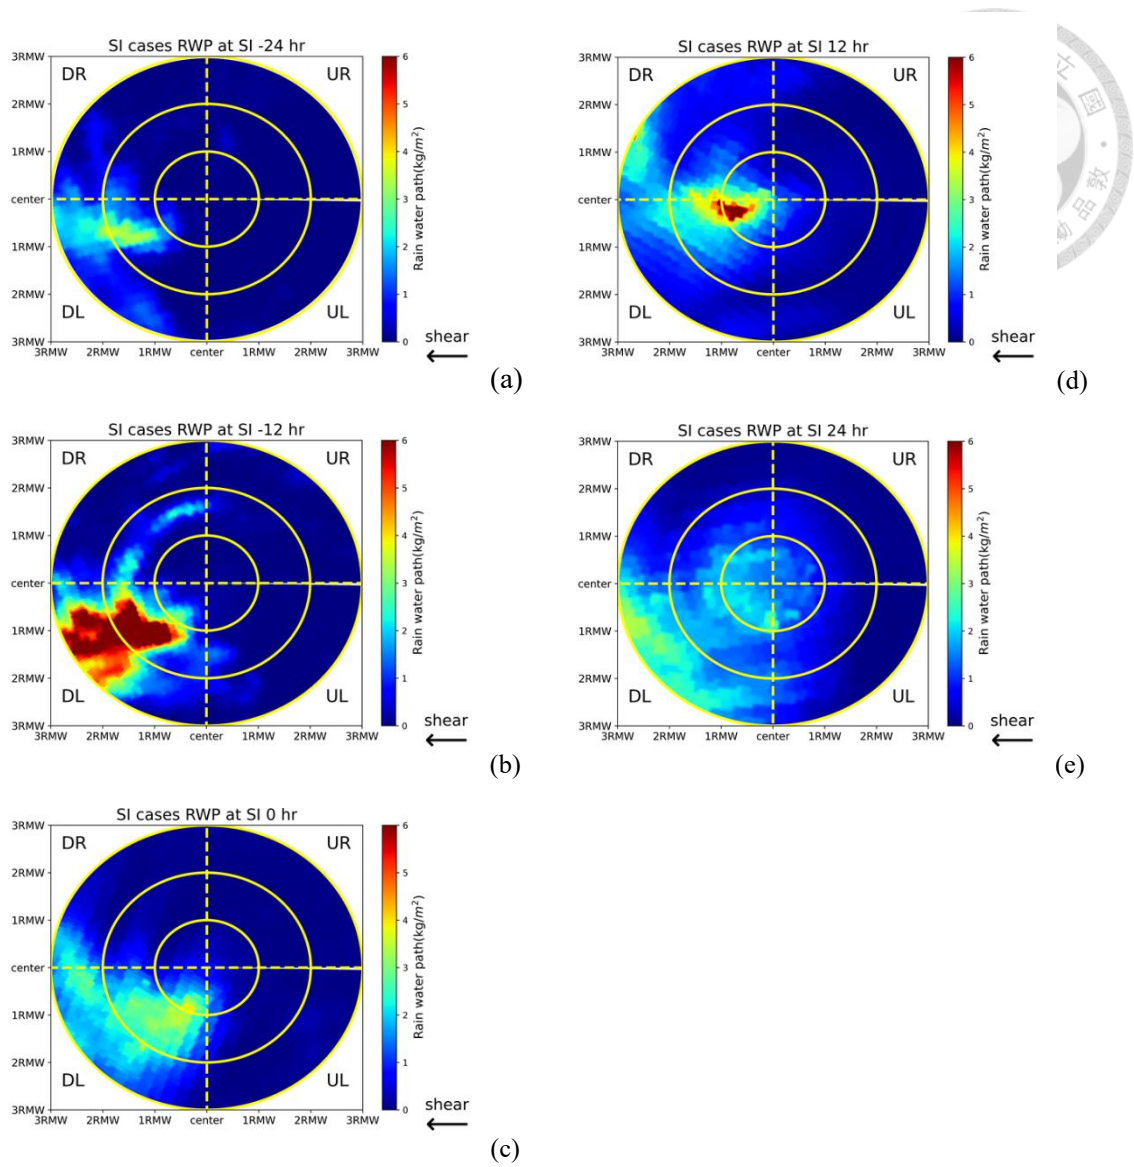 SI cases RWP at SI -24 hr
3RMW
2RMW
1RMW
center
1RMW
2RMW
3RMW
DR
UR
DL
UL
3RMW 2RMW 1RMW center 1RMW 2RMW 3RMW
6
5
4
3
2
1
0
Rain water path(kg/m²)
shear
(a)
SI cases RWP at SI 12 hr
3RMW
2RMW
1RMW
center
1RMW
2RMW
3RMW
DR
UR
DL
UL
3RMW 2RMW 1RMW center 1RMW 2RMW 3RMW
6
5
4
3
2
1
0
Rain water path(kg/m²)
shear
(d)
立
國
教
品
SI cases RWP at SI -12 hr
3RMW
2RMW
1RMW
center
1RMW
2RMW
3RMW
DR
UR
DL
UL
3RMW 2RMW 1RMW center 1RMW 2RMW 3RMW
6
5
4
3
2
1
0
Rain water path(kg/m²)
shear
(b)
SI cases RWP at SI 24 hr
3RMW
2RMW
1RMW
center
1RMW
2RMW
3RMW
DR
UR
DL
UL
3RMW 2RMW 1RMW center 1RMW 2RMW 3RMW
6
5
4
3
2
1
0
Rain water path(kg/m²)
shear
(e)
SI cases RWP at SI 0 hr
3RMW
2RMW
1RMW
center
1RMW
2RMW
3RMW
DR
UR
DL
UL
3RMW 2RMW 1RMW center 1RMW 2RMW 3RMW
6
5
4
3
2
1
0
Rain water path(kg/m²)
shear
(c)